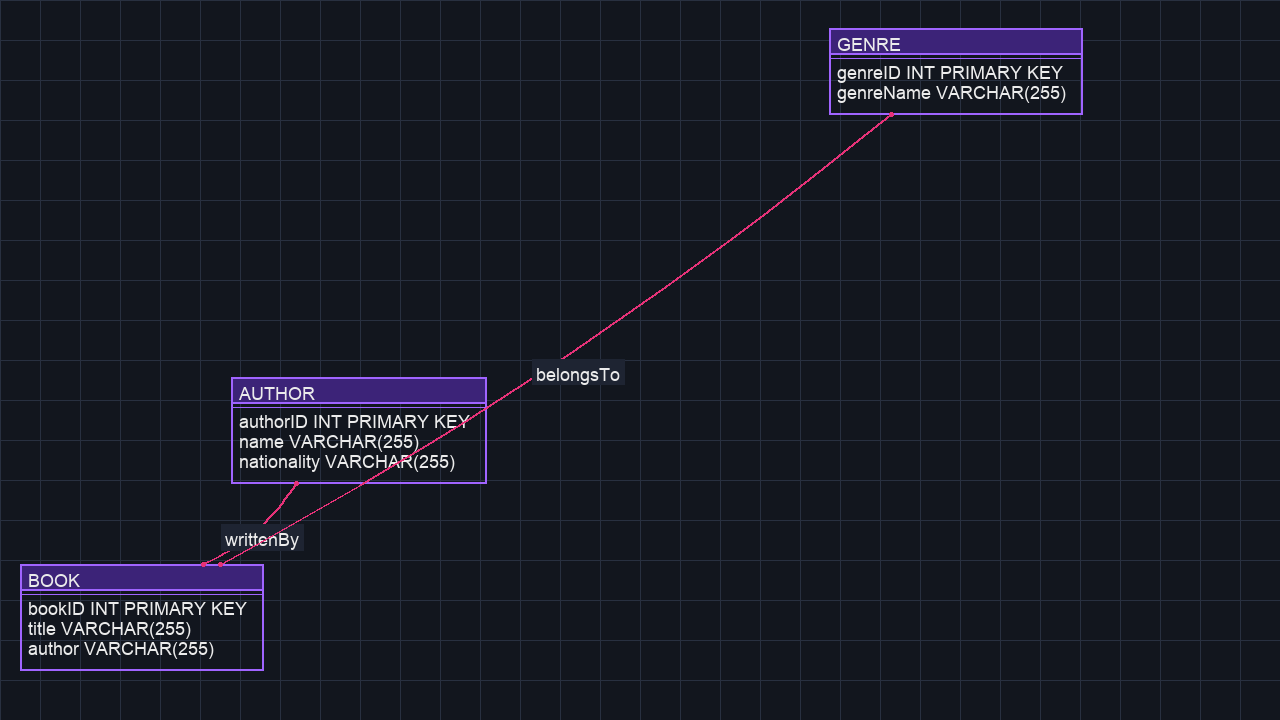 GENRE
genreID INT PRIMARY KEY
genreName VARCHAR(255)
belongsTo
AUTHOR
authorID INT PRIMARY KEY
name VARCHAR(255)
nationality VARCHAR(255)
writtenBy
BOOK
bookID INT PRIMARY KEY
title VARCHAR(255)
author VARCHAR(255)